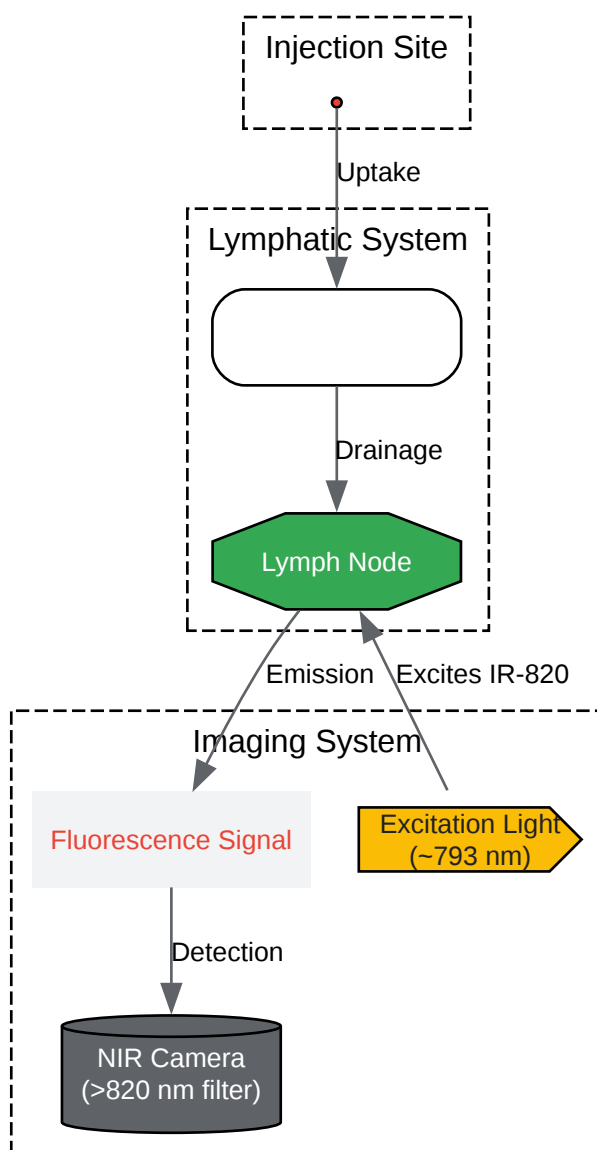 Injection Site
Uptake
Lymphatic System
Drainage
Lymph Node
Emission
Excites IR-820
Imaging System
Fluorescence Signal
Excitation Light
(~793 nm)
Detection
NIR Camera
(>820 nm filter)